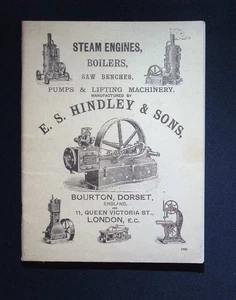 STEAM ENGINES,
BOILERS,
SAW BENCHES,
PUMPS & LIFTING MACHINERY.
MANUFACTURED BY
E. S. HINDLEY & SONS,
BOURTON, DORSET,
ENGLAND,
AND
11, QUEEN VICTORIA ST.,
LONDON, E.C.